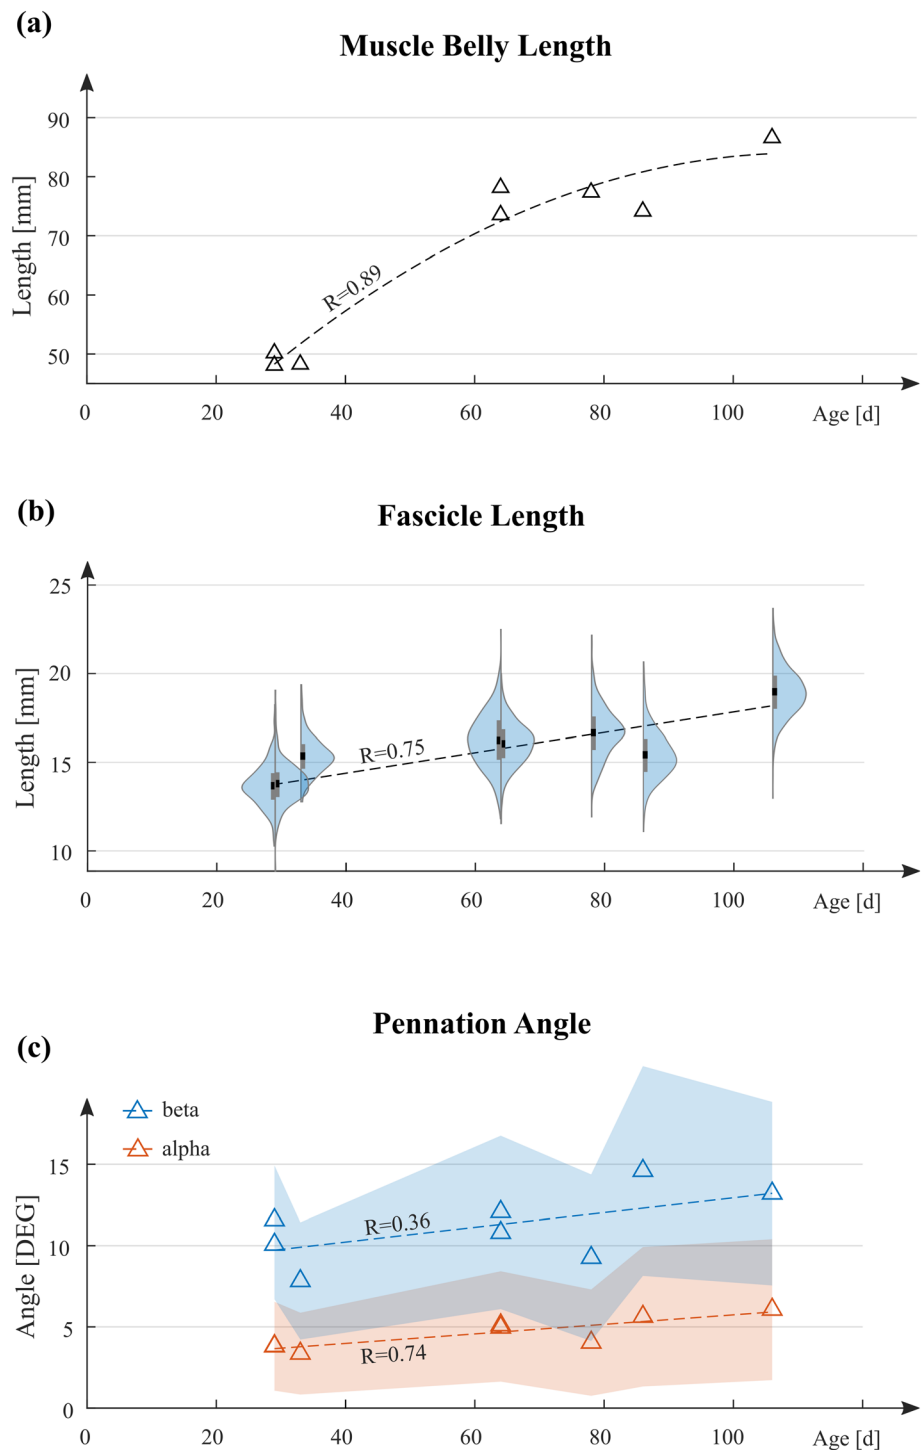 (a)
Muscle Belly Length
Length [mm]
90
80
70
60
50
R=0.89
0 20 40 60 80 100 Age [d]
(b)
Fascicle Length
Length [mm]
25
20
15
10
R=0.75
0 20 40 60 80 100 Age [d]
Pennation Angle
(c)
beta
alpha
Angle [DEG]
15
10
5
0
R=0.36
R=0.74
0 20 40 60 80 100 Age [d]